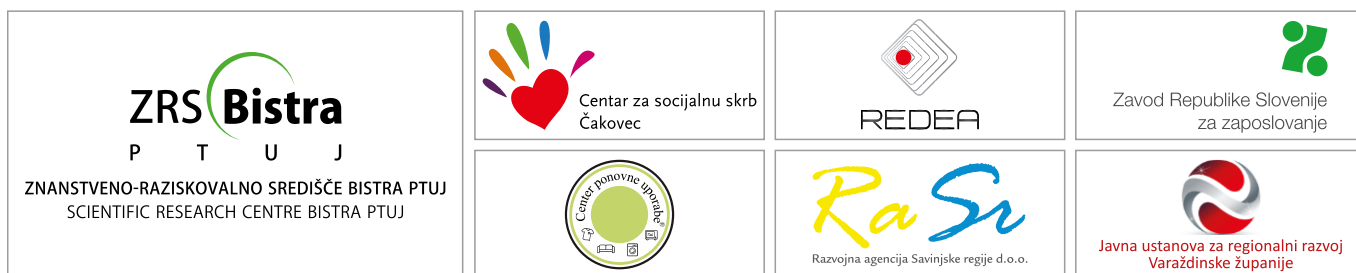 ZRS Bistra
PTUJ
ZNANSTVENO-RAZISKOVALNO SREDIŠČE BISTRA PTUJ
SCIENTIFIC RESEARCH CENTRE BISTRA PTUJ
Centar za socijalnu skrb
Čakovec
REDEA
Zavod Republike Slovenije
za zaposlovanje
Center ponovne uporabe®
RaSr
Razvojna agencija Savinjske regije d.o.o.
Javna ustanova za regionalni razvoj
Varaždinske županije